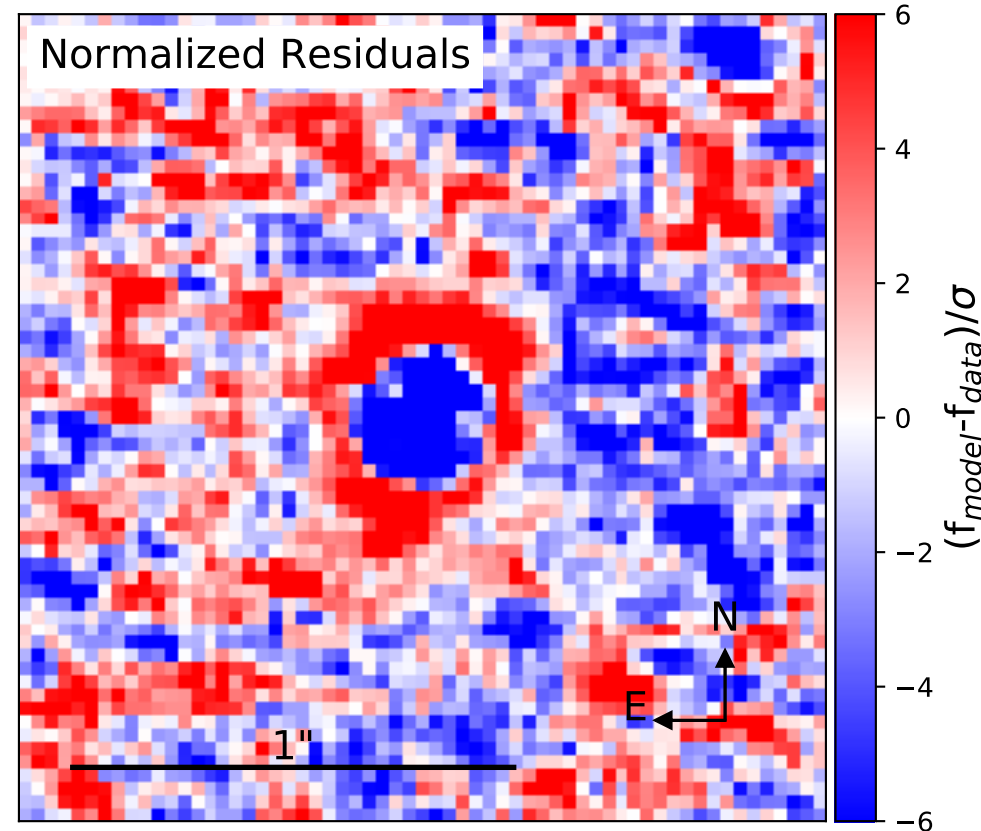 Normalized Residuals
6
4
2
0
−2
−4
−6
(f_model-f_data)/σ
N
E
1"